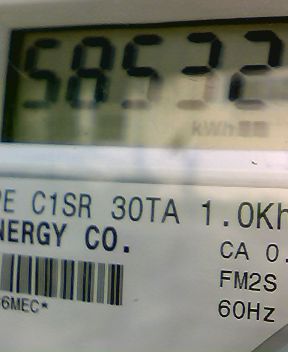 58532
kWh
PE C1SR 30TA 1.0Kh
NERGY CO.
CA 0.
FM2S
6MEC*
60Hz